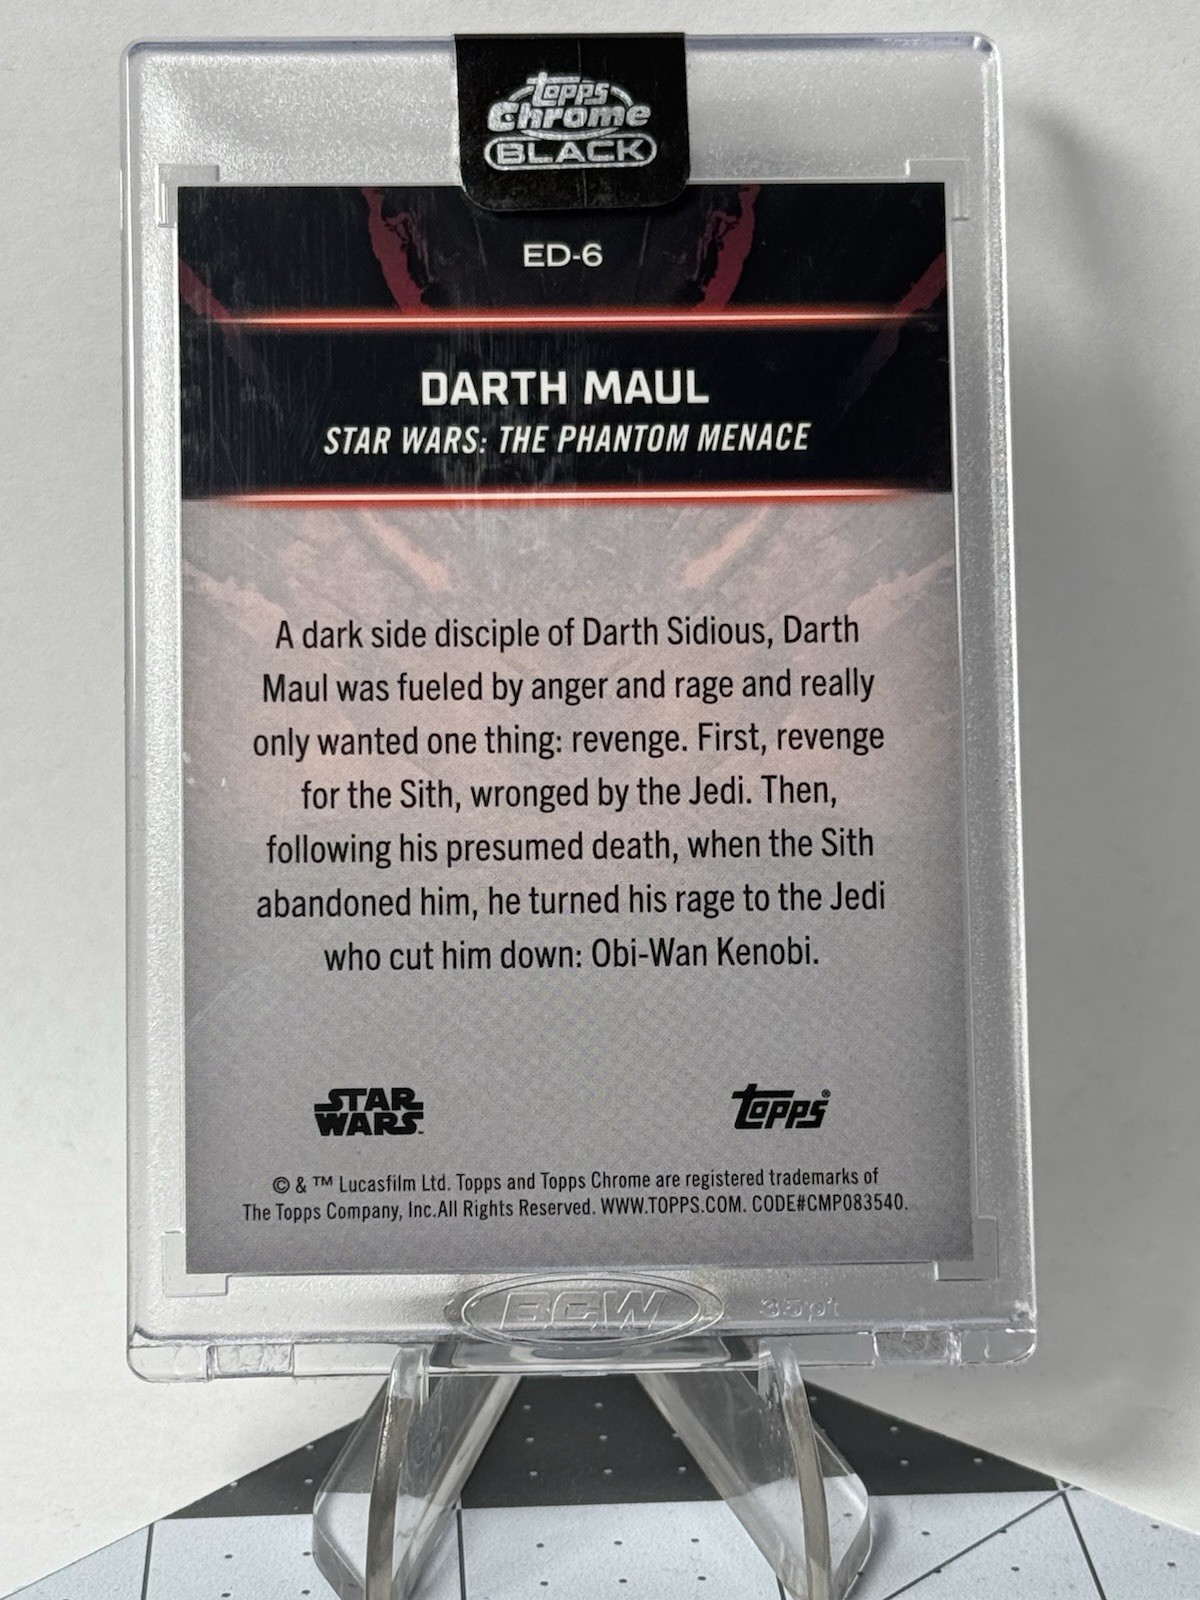 Topps
Chrome
BLACK
ED-6
DARTH MAUL
STAR WARS: THE PHANTOM MENACE
A dark side disciple of Darth Sidious, Darth
Maul was fueled by anger and rage and really
only wanted one thing: revenge. First, revenge
for the Sith, wronged by the Jedi. Then,
following his presumed death, when the Sith
abandoned him, he turned his rage to the Jedi
who cut him down: Obi-Wan Kenobi.
STAR
WARS™
Topps®
© & ™ Lucasfilm Ltd. Topps and Topps Chrome are registered trademarks of
The Topps Company, Inc.All Rights Reserved. WWW.TOPPS.COM. CODE#CMP083540.
BCW 35pt